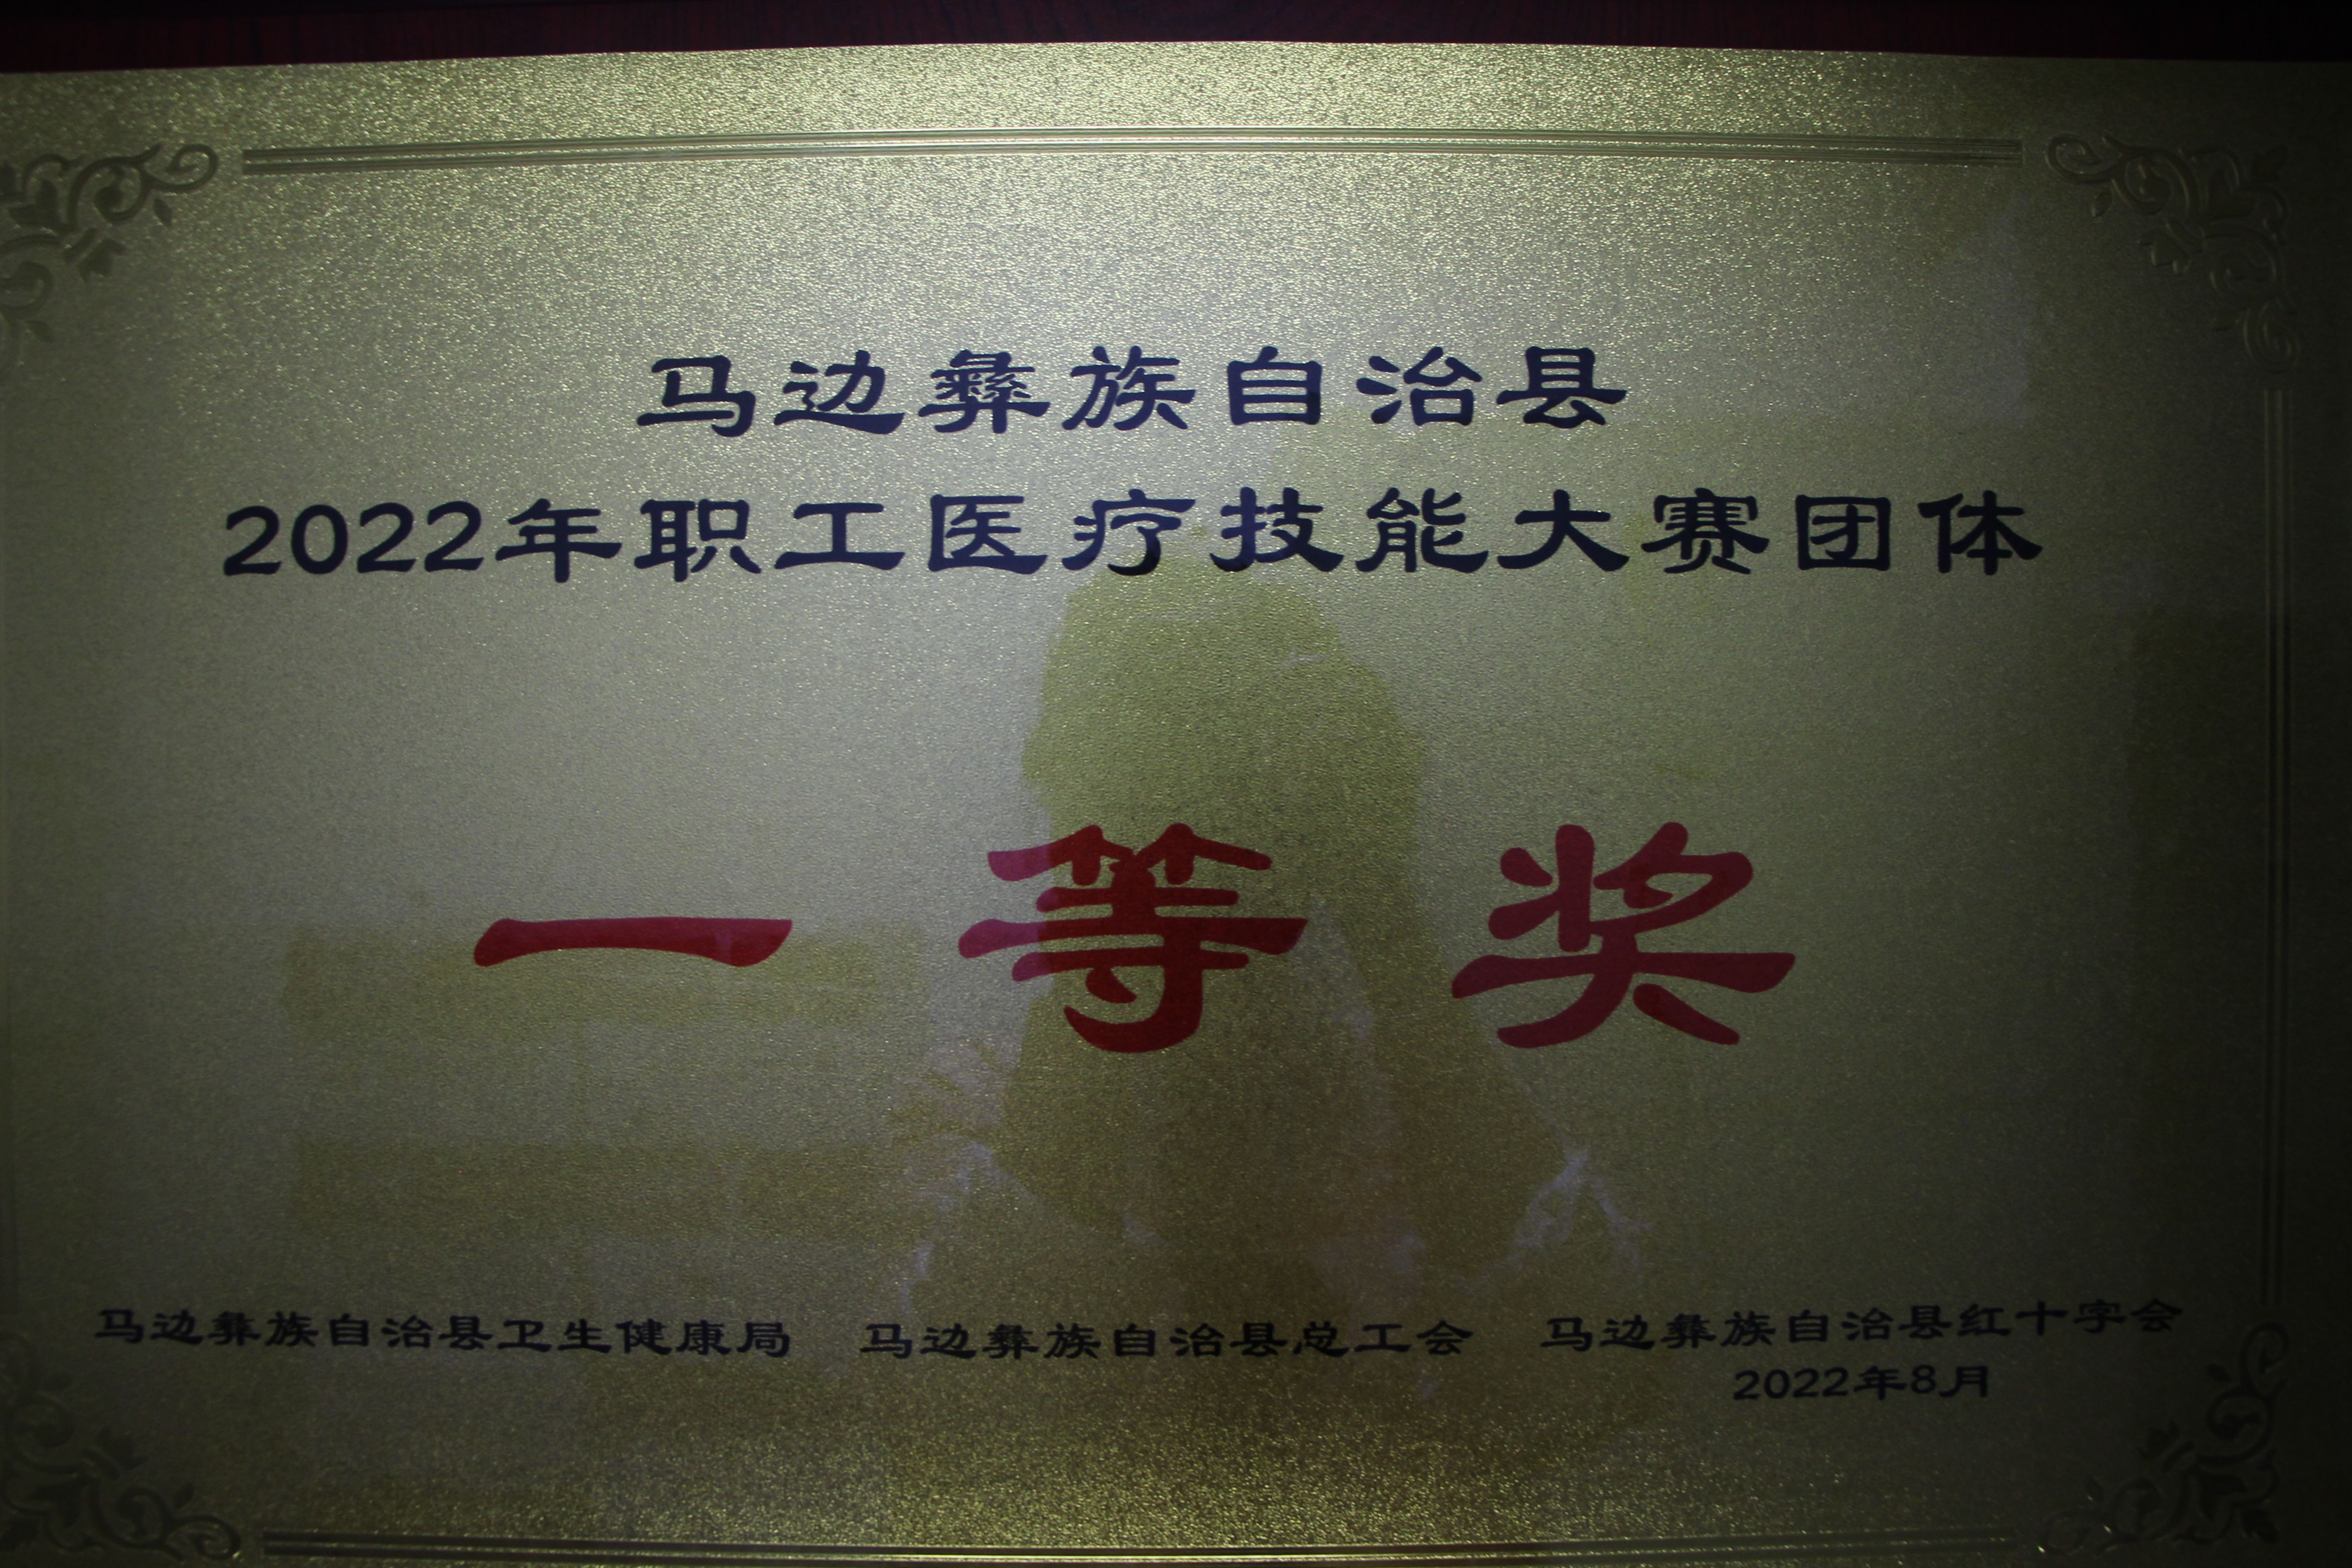 马边彝族自治县
2022年职工医疗技能大赛团体
一等奖
马边彝族自治县卫生健康局 马边彝族自治县总工会 马边彝族自治县红十字会
2022年8月